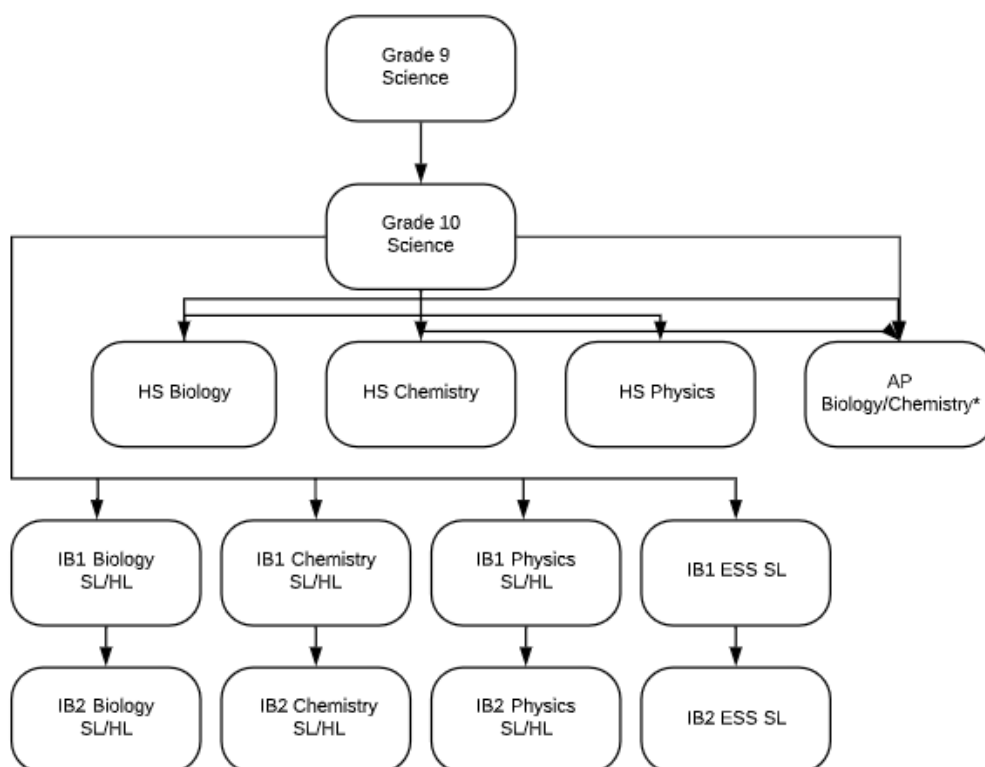 Grade 9
Science
Grade 10
Science
HS Biology
HS Chemistry
HS Physics
AP
Biology/Chemistry*
IB1 Biology
SL/HL
IB1 Chemistry
SL/HL
IB1 Physics
SL/HL
IB1 ESS SL
IB2 Biology
SL/HL
IB2 Chemistry
SL/HL
IB2 Physics
SL/HL
IB2 ESS SL